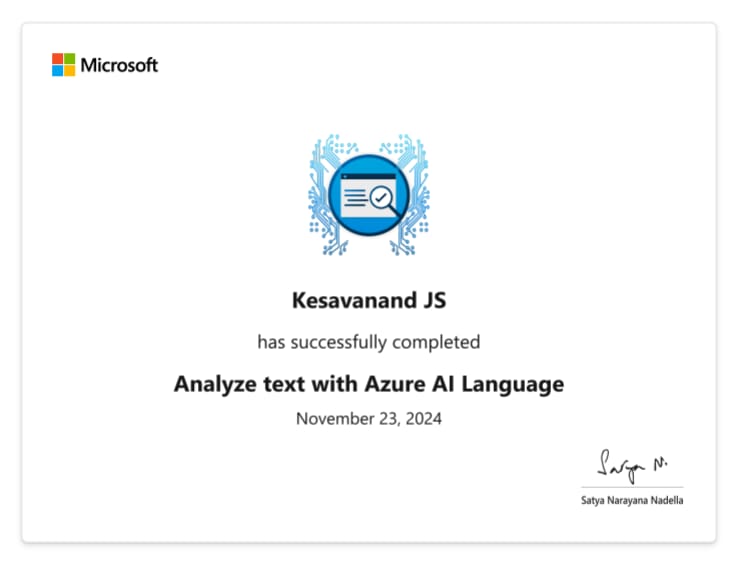 Microsoft
Kesavanand JS
has successfully completed
Analyze text with Azure AI Language
November 23, 2024
Satya N.
Satya Narayana Nadella